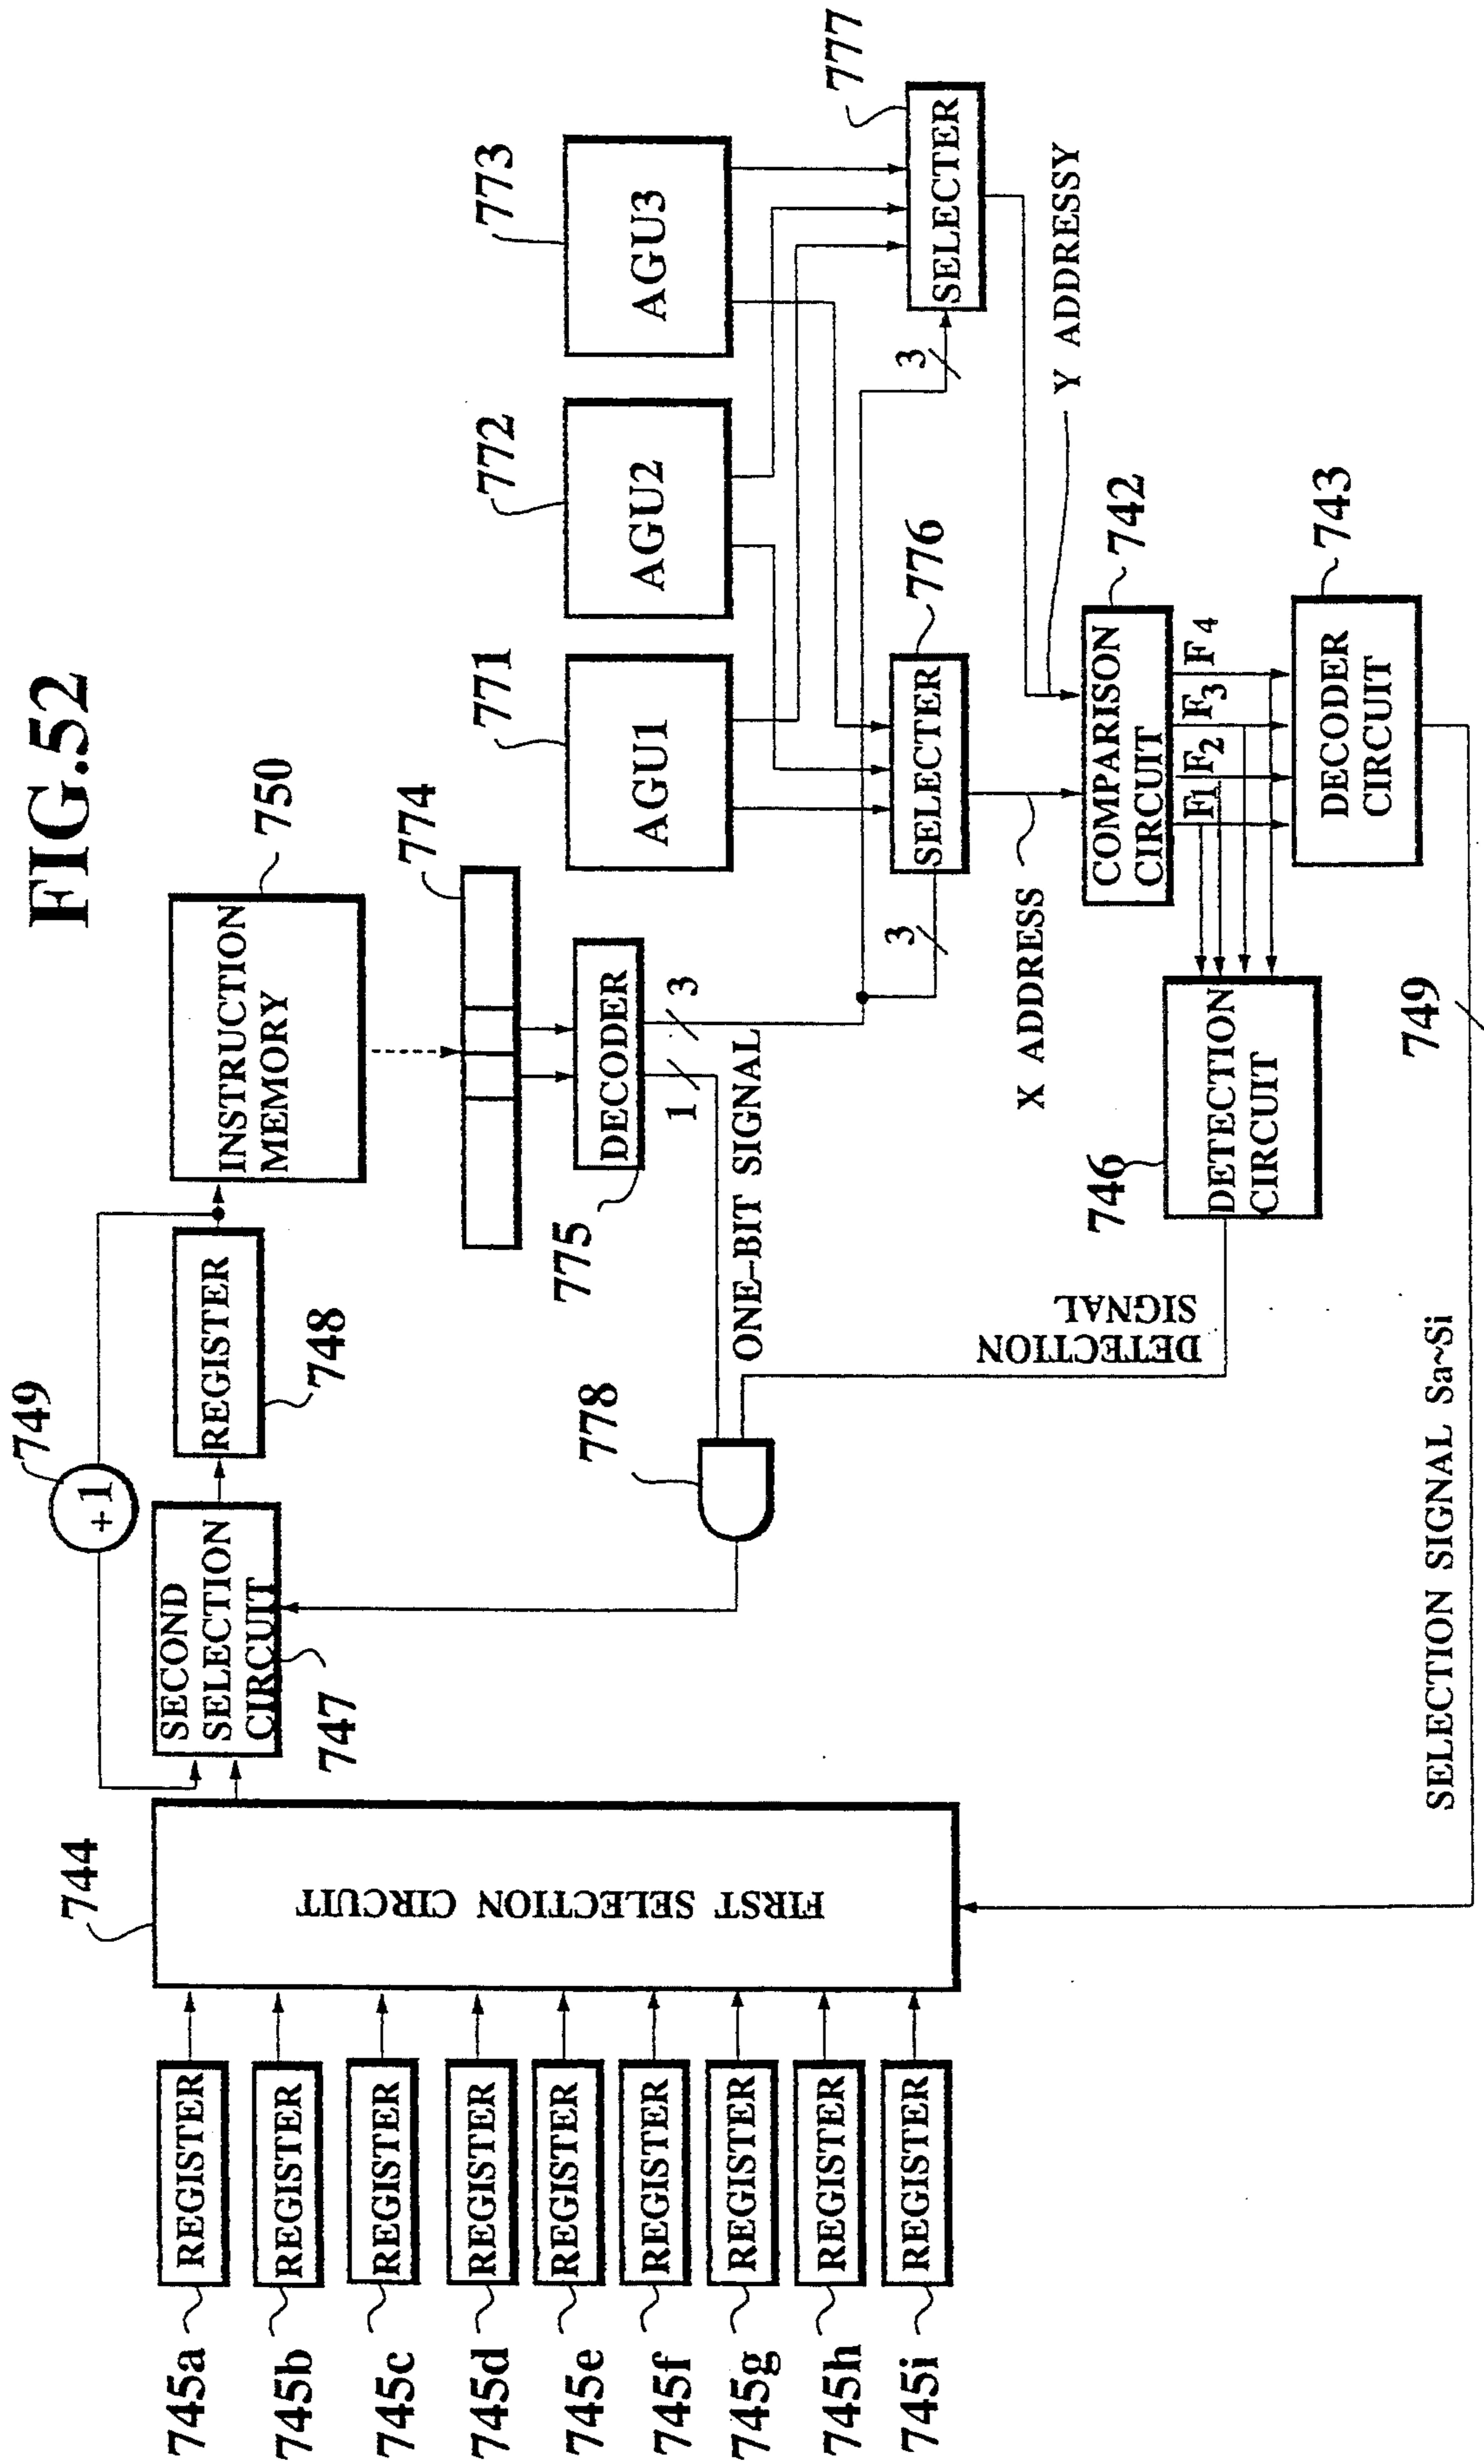 FIG.52
749
+1
744
SECOND
SELECTION
CIRCUIT
747
REGISTER
748
INSTRUCTION
MEMORY
750
774
DECODER
775
1
3
ONE-BIT SIGNAL
778
DETECTION
SIGNAL
771
AGU1
772
AGU2
773
AGU3
777
SELECTER
3
776
SELECTER
3
X ADDRESS
Y ADDRESSY
COMPARISON
CIRCUIT
742
F1 F2 F3 F4
DECODER
CIRCUIT
743
746
DETECTION
CIRCUIT
749
SELECTION SIGNAL Sa~Si
FIRST SELECTION CIRCUIT
745a REGISTER
745b REGISTER
745c REGISTER
745d REGISTER
745e REGISTER
745f REGISTER
745g REGISTER
745h REGISTER
745i REGISTER